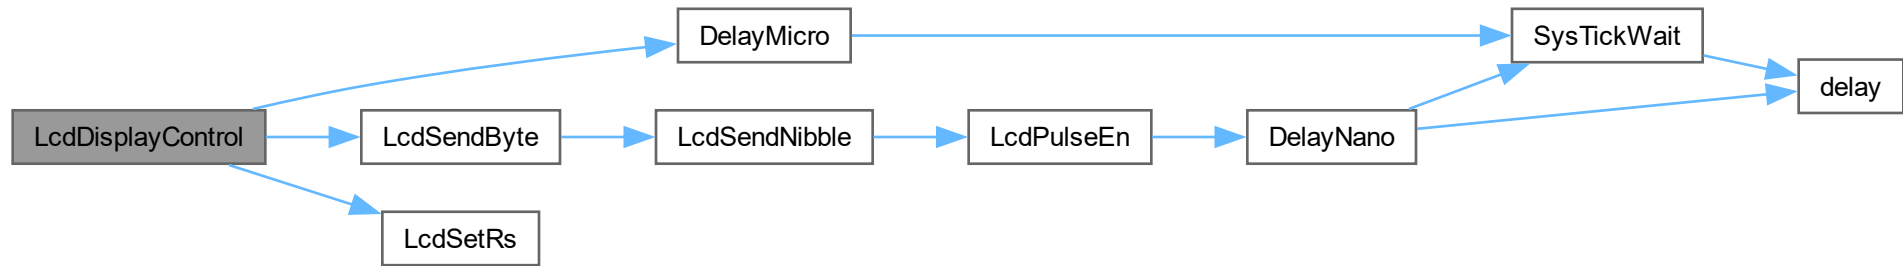 LcdDisplayControl
DelayMicro
LcdSendByte
LcdSetRs
LcdSendNibble
LcdPulseEn
DelayNano
SysTickWait
delay